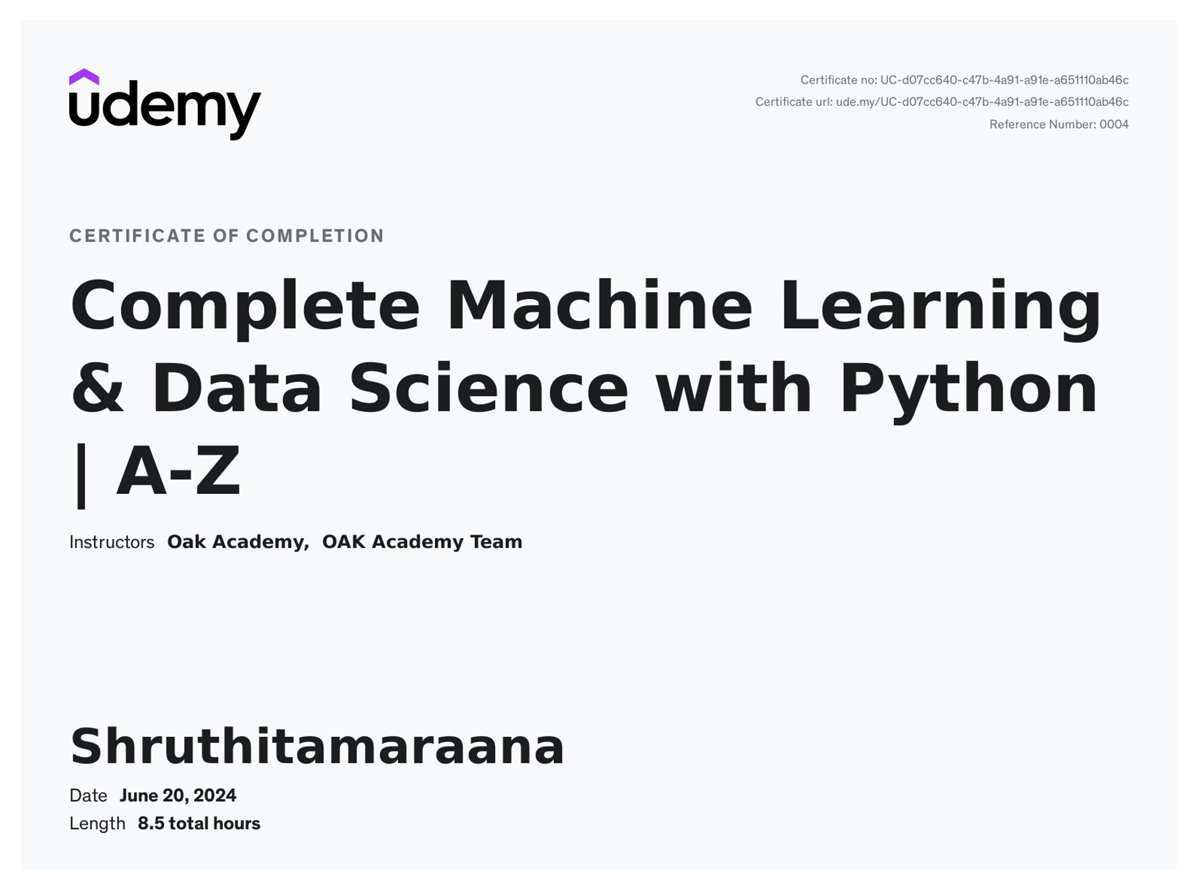 udemy
Certificate no: UC-d07cc640-c47b-4a91-a91e-a651110ab46c
Certificate url: ude.my/UC-d07cc640-c47b-4a91-a91e-a651110ab46c
Reference Number: 0004
CERTIFICATE OF COMPLETION
Complete Machine Learning
& Data Science with Python
| A-Z
Instructors Oak Academy, OAK Academy Team
Shruthitamaraana
Date June 20, 2024
Length 8.5 total hours